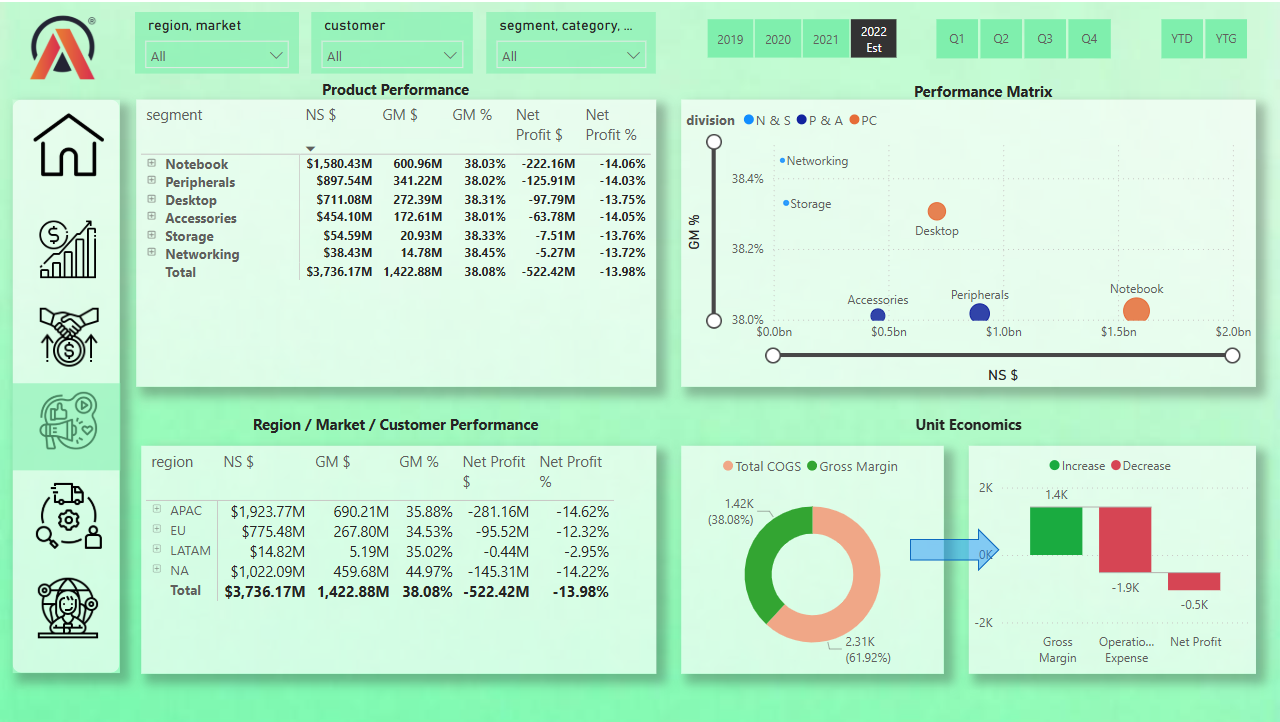 region, market
All
customer
All
segment, category, ...
All
2019 2020 2021 2022 Est
Q1 Q2 Q3 Q4
YTD YTG
®
Product Performance
segment NS $ GM $ GM % Net Profit $ Net Profit %
Notebook $1,580.43M 600.96M 38.03% -222.16M -14.06%
Peripherals $897.54M 341.22M 38.02% -125.91M -14.03%
Desktop $711.08M 272.39M 38.31% -97.79M -13.75%
Accessories $454.10M 172.61M 38.01% -63.78M -14.05%
Storage $54.59M 20.93M 38.33% -7.51M -13.76%
Networking $38.43M 14.78M 38.45% -5.27M -13.72%
Total $3,736.17M 1,422.88M 38.08% -522.42M -13.98%
Performance Matrix
division N & S P & A PC
GM %
38.4%
38.2%
38.0%
Networking
Storage
Desktop
Accessories
Peripherals
Notebook
$0.0bn $0.5bn $1.0bn $1.5bn $2.0bn
NS $
Region / Market / Customer Performance
region NS $ GM $ GM % Net Profit $ Net Profit %
APAC $1,923.77M 690.21M 35.88% -281.16M -14.62%
EU $775.48M 267.80M 34.53% -95.52M -12.32%
LATAM $14.82M 5.19M 35.02% -0.44M -2.95%
NA $1,022.09M 459.68M 44.97% -145.31M -14.22%
Total $3,736.17M 1,422.88M 38.08% -522.42M -13.98%
Unit Economics
Total COGS Gross Margin
1.42K
(38.08%)
2.31K
(61.92%)
Increase Decrease
2K
0K
-2K
1.4K
-1.9K
-0.5K
Gross Margin
Operatio... Expense
Net Profit